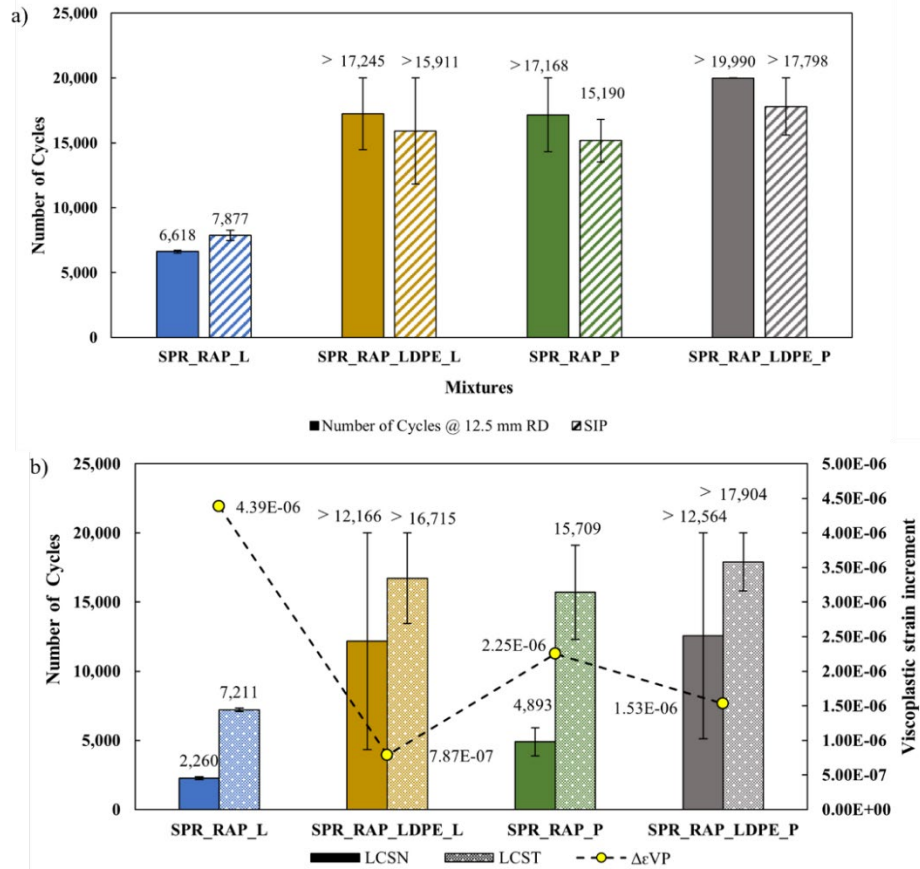 a)
25,000
20,000
15,000
10,000
5,000
0
Number of Cycles
6,618
7,877
> 17,245
>15,911
>17,168
15,190
> 19,990
> 17,798
SPR_RAP_L SPR_RAP_LDPE_L SPR_RAP_P SPR_RAP_LDPE_P
Mixtures
Number of Cycles @ 12.5 mm RD SIP
b)
25,000
20,000
15,000
10,000
5,000
0
Number of Cycles
4.39E-06
2,260
7,211
> 12,166
> 16,715
7.87E-07
2.25E-06
4,893
15,709
> 12,564
> 17,904
1.53E-06
5.00E-06
4.50E-06
4.00E-06
3.50E-06
3.00E-06
2.50E-06
2.00E-06
1.50E-06
1.00E-06
5.00E-07
0.00E+00
Viscoplastic strain increment
SPR_RAP_L SPR_RAP_LDPE_L SPR_RAP_P SPR_RAP_LDPE_P
LCSN LCST ΔεVP